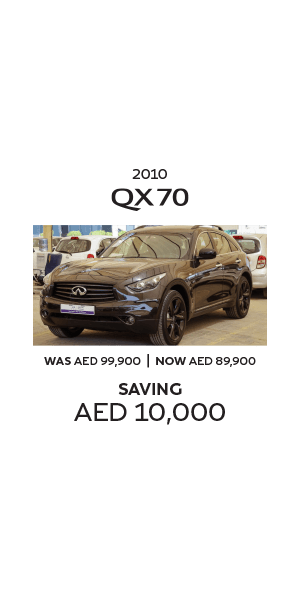 2010
QX70
WAS AED 99,900 | NOW AED 89,900
SAVING
AED 10,000